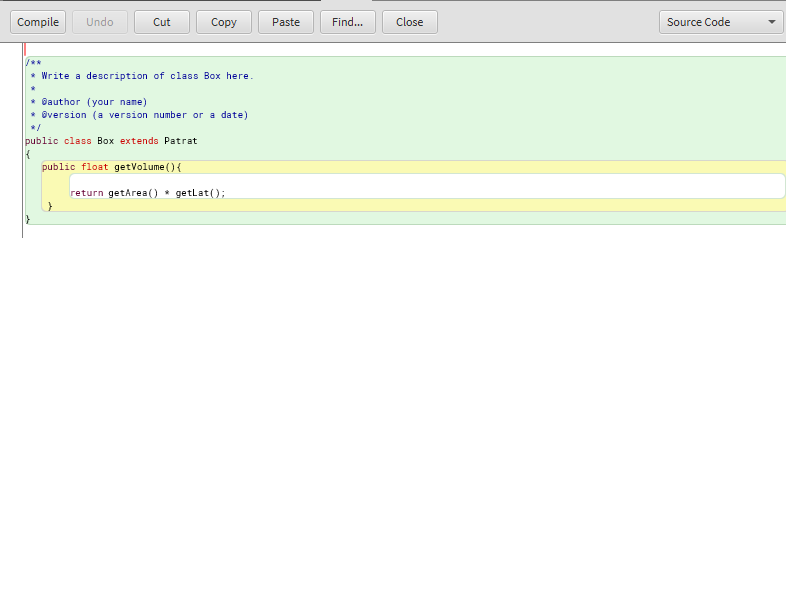 Compile Undo Cut Copy Paste Find... Close Source Code
/**
* Write a description of class Box here.
*
* @author (your name)
* @version (a version number or a date)
*/
public class Box extends Patrat
{
public float getVolume(){
return getArea() * getLat();
}
}